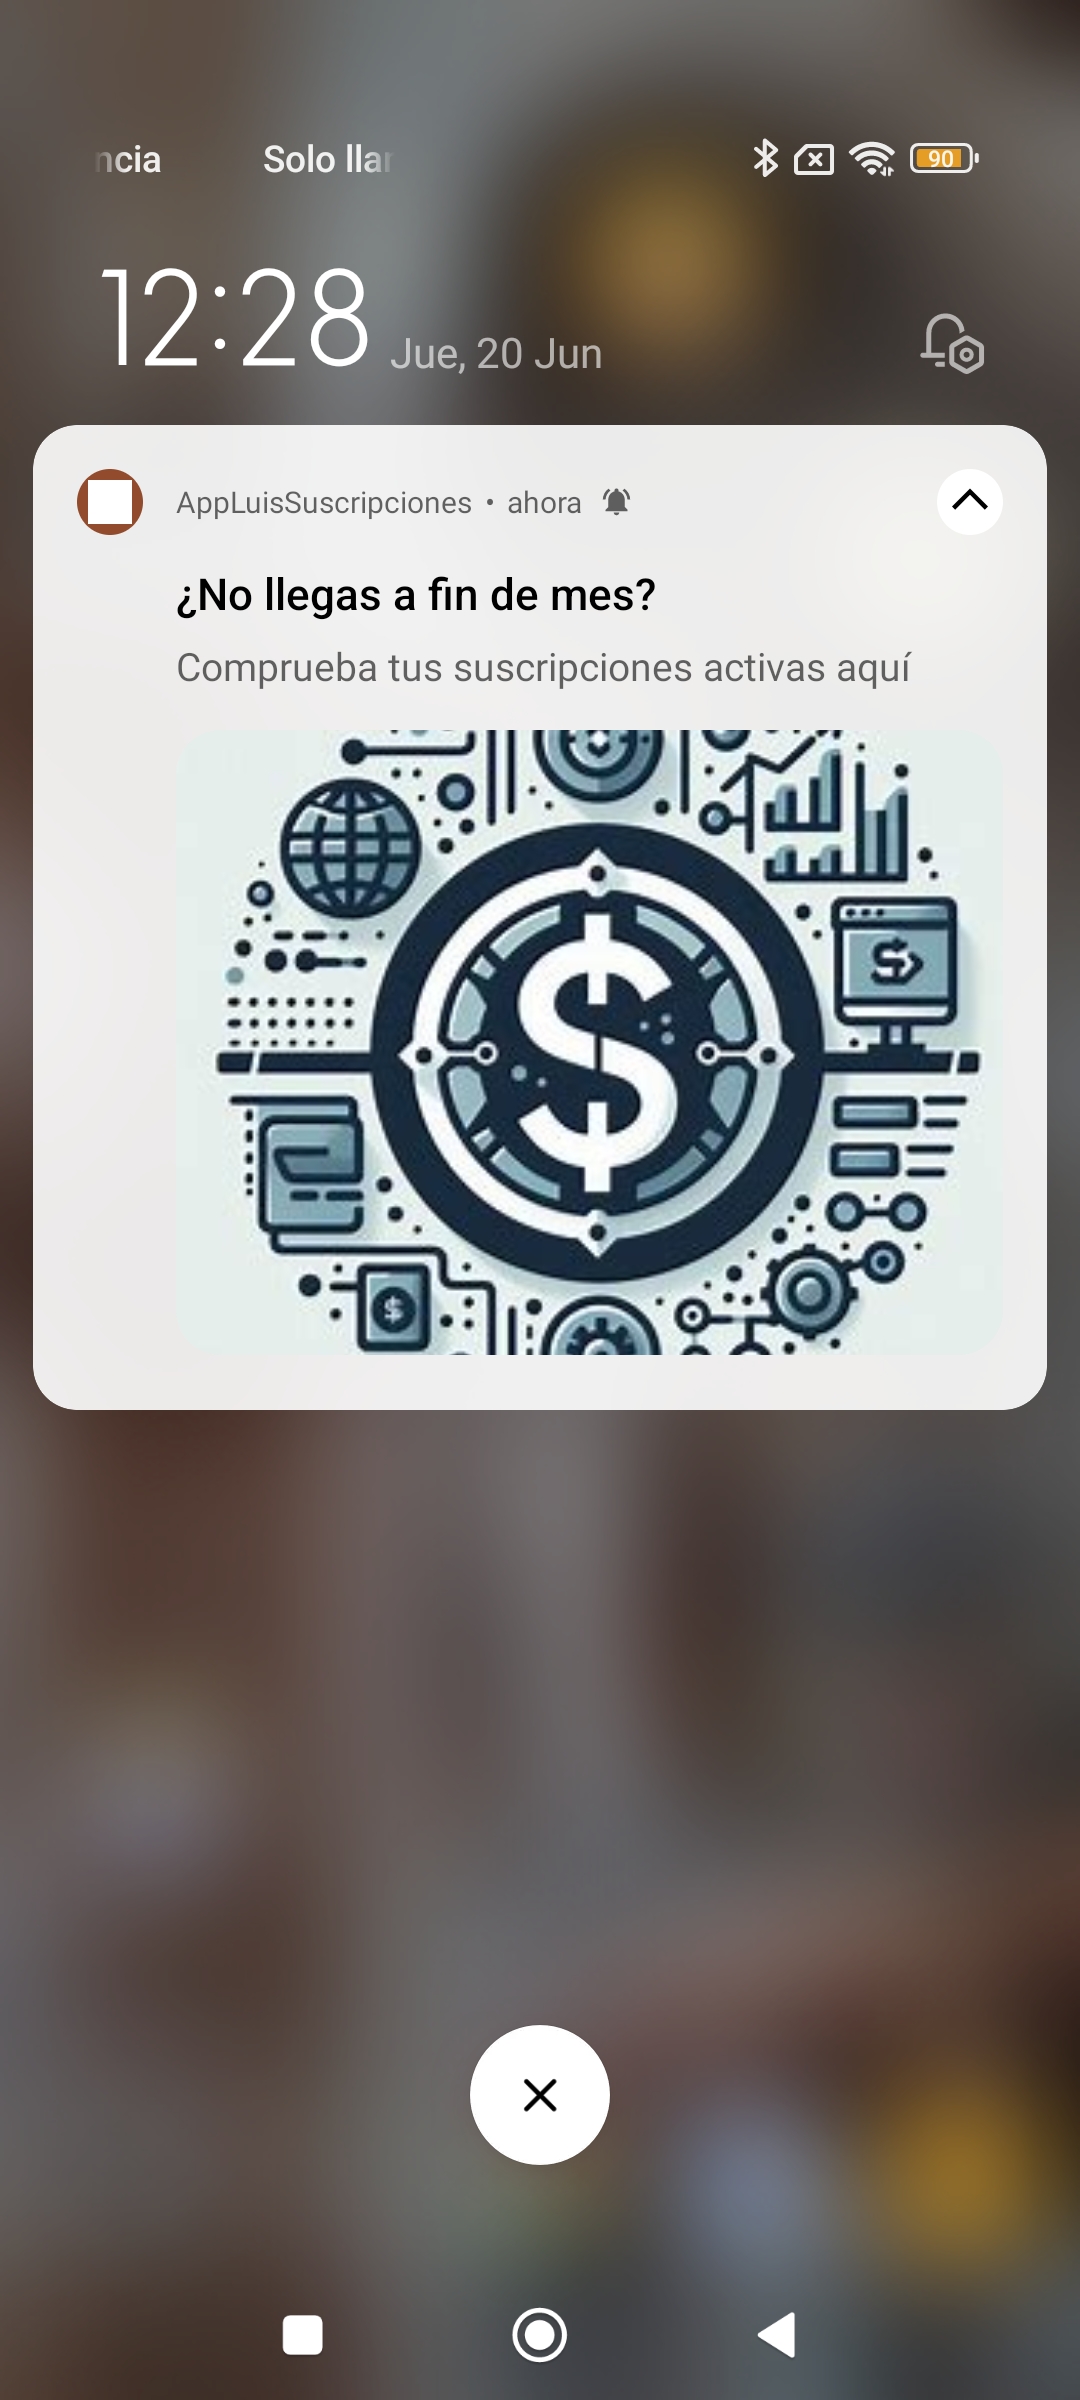 ncia Solo lla
90
12:28 Jue, 20 Jun
AppLuisSuscripciones • ahora
¿No llegas a fin de mes?
Comprueba tus suscripciones activas aquí
$
$
$